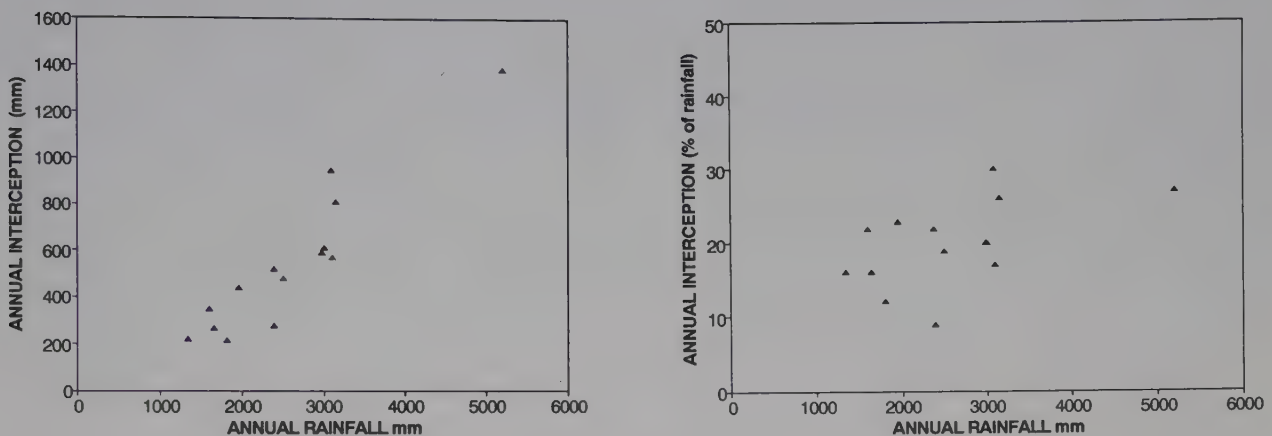 1600
1400
1200
1000
800
600
400
200
0
0 1000 2000 3000 4000 5000 6000
ANNUAL INTERCEPTION (mm)
ANNUAL RAINFALL mm
50
40
30
20
10
0
0 1000 2000 3000 4000 5000 6000
ANNUAL INTERCEPTION (% of rainfall)
ANNUAL RAINFALL mm